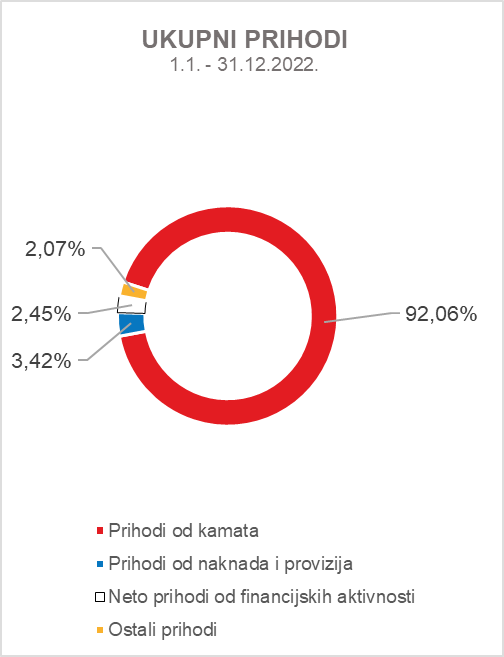 UKUPNI PRIHODI
1.1. - 31.12.2022.
2,07%
2,45%
92,06%
3,42%
Prihodi od kamata
Prihodi od naknada i provizija
Neto prihodi od financijskih aktivnosti
Ostali prihodi